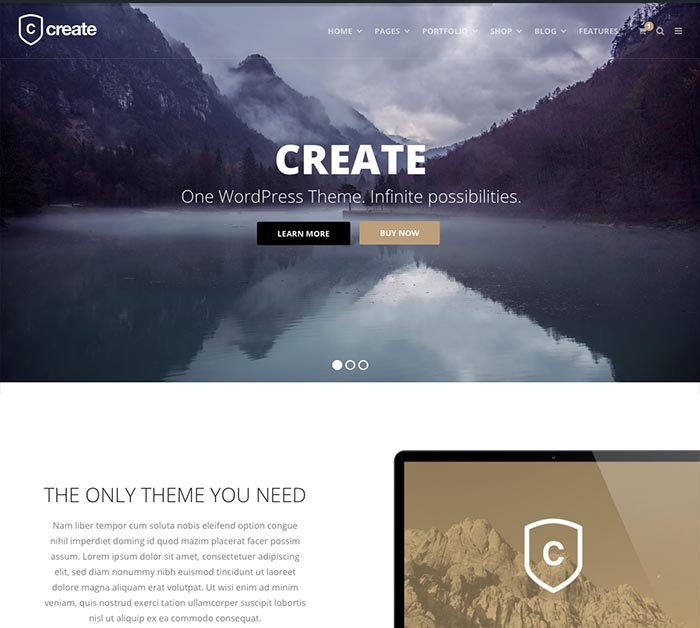 C create
HOME PAGES PORTFOLIO SHOP BLOG FEATURES 1
CREATE
One WordPress Theme. Infinite possibilities.
LEARN MORE BUY NOW
THE ONLY THEME YOU NEED
Nam liber tempor cum soluta nobis eleifend option congue
nihil imperdiet doming id quod mazim placerat facer possim
assum. Lorem ipsum dolor sit amet, consectetuer adipiscing
elit, sed diam nonummy nibh euismod tincidunt ut laoreet
dolore magna aliquam erat volutpat. Ut wisi enim ad minim
veniam, quis nostrud exerci tation ullamcorper suscipit lobortis
nisl ut aliquip ex ea commodo consequat.
C